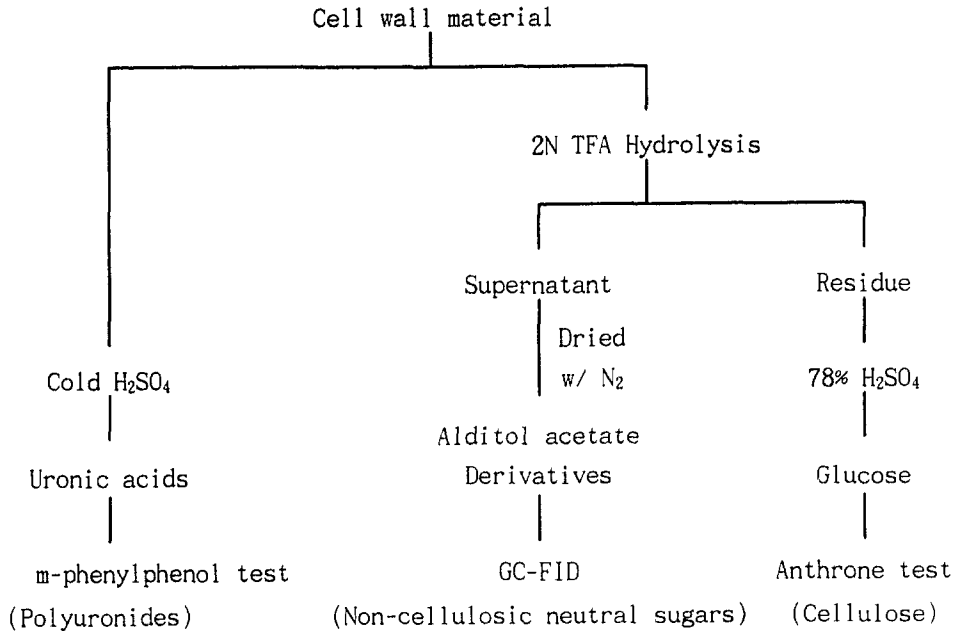 Cell wall material
2N TFA Hydrolysis
Supernatant
Residue
Dried
w/ N₂
Cold H₂SO₄
78% H₂SO₄
Alditol acetate
Derivatives
Uronic acids
Glucose
m-phenylphenol test
(Polyuronides)
GC-FID
(Non-cellulosic neutral sugars)
Anthrone test
(Cellulose)